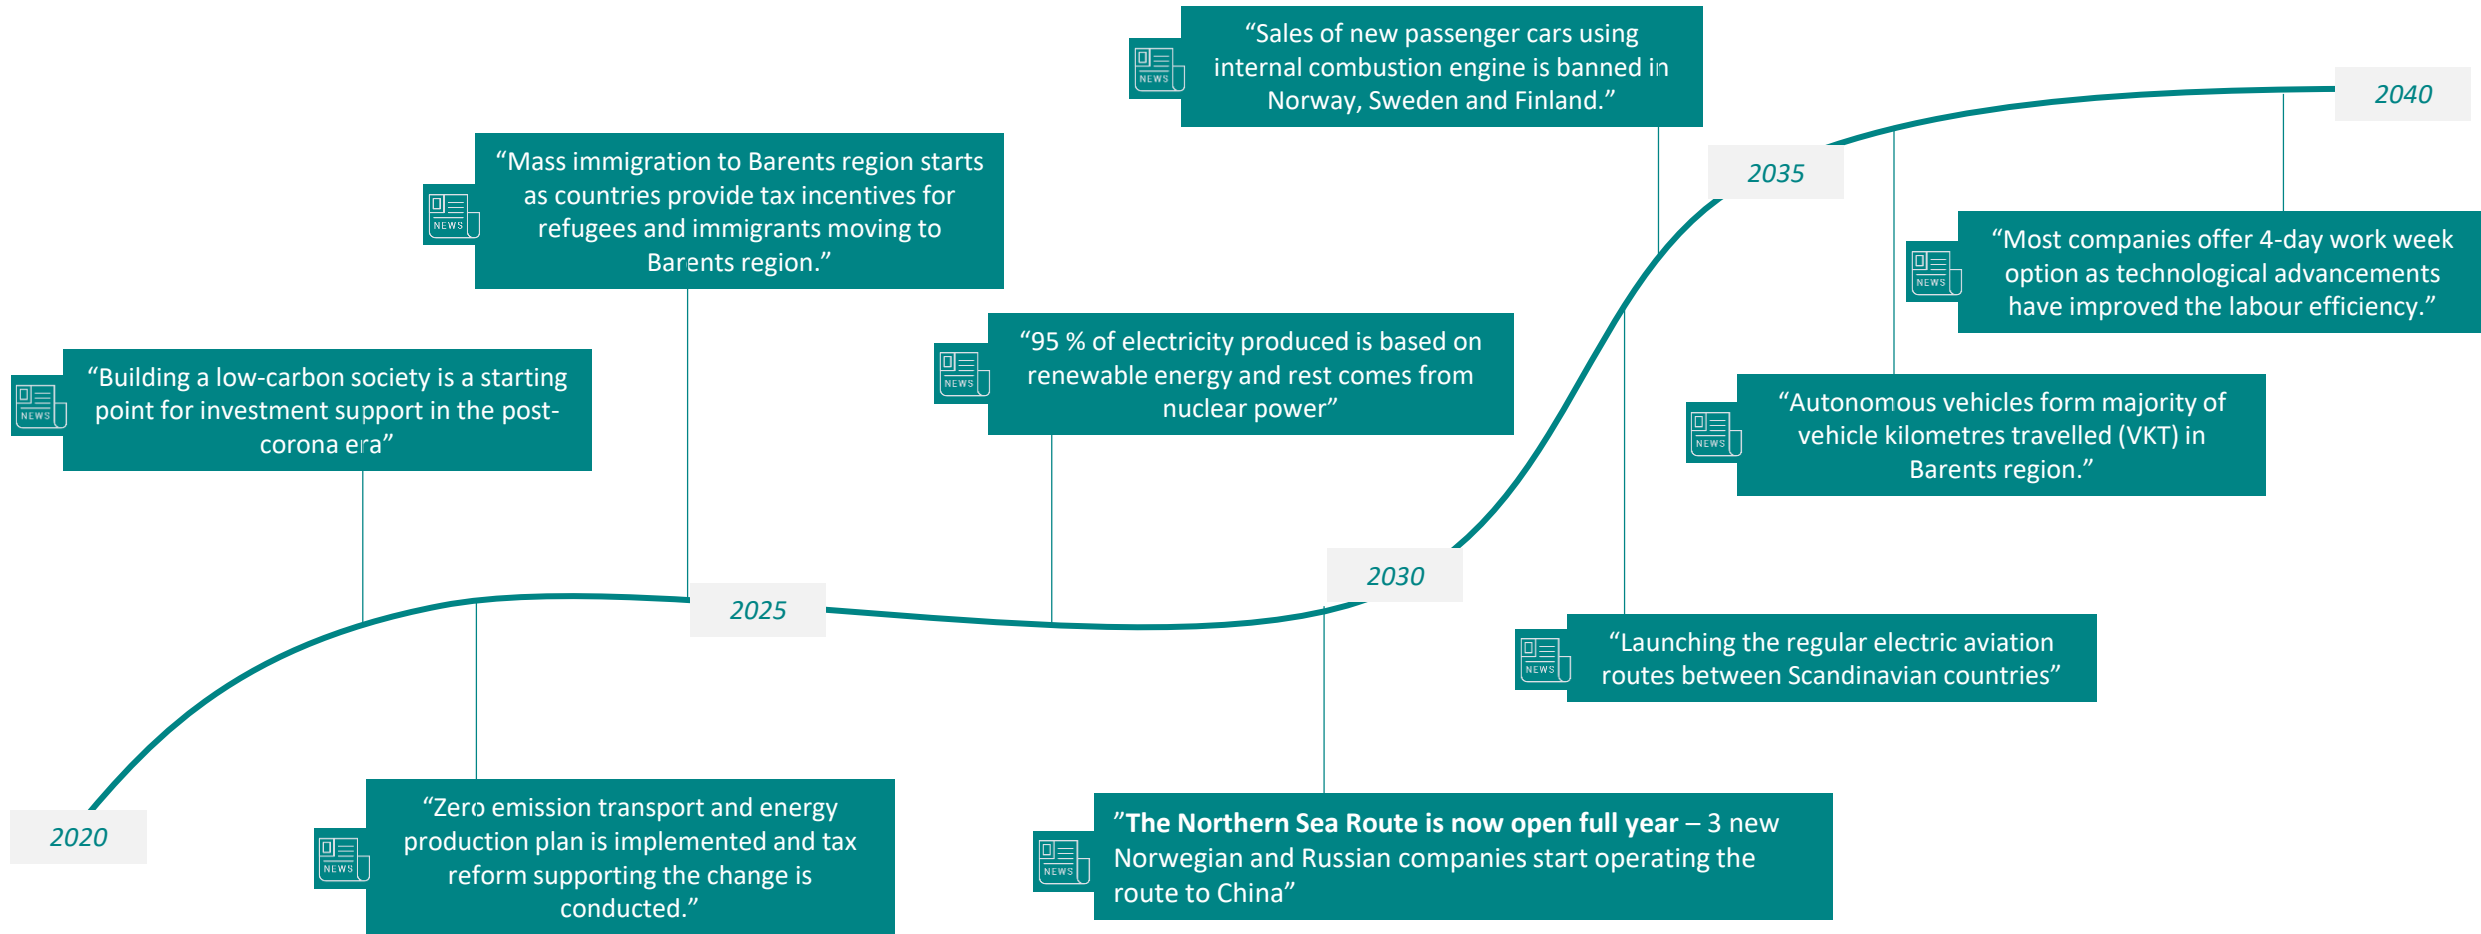 “Sales of new passenger cars using
internal combustion engine is banned in
Norway, Sweden and Finland.”
NEWS
2040
“Mass immigration to Barents region starts
as countries provide tax incentives for
refugees and immigrants moving to
Barents region.”
NEWS
2035
“Most companies offer 4-day work week
option as technological advancements
have improved the labour efficiency.”
NEWS
“95 % of electricity produced is based on
renewable energy and rest comes from
nuclear power”
NEWS
“Building a low-carbon society is a starting
point for investment support in the post-
corona era”
NEWS
“Autonomous vehicles form majority of
vehicle kilometres travelled (VKT) in
Barents region.”
NEWS
2030
2025
“Launching the regular electric aviation
routes between Scandinavian countries”
NEWS
2020
“Zero emission transport and energy
production plan is implemented and tax
reform supporting the change is
conducted.”
NEWS
”The Northern Sea Route is now open full year – 3 new
Norwegian and Russian companies start operating the
route to China”
NEWS